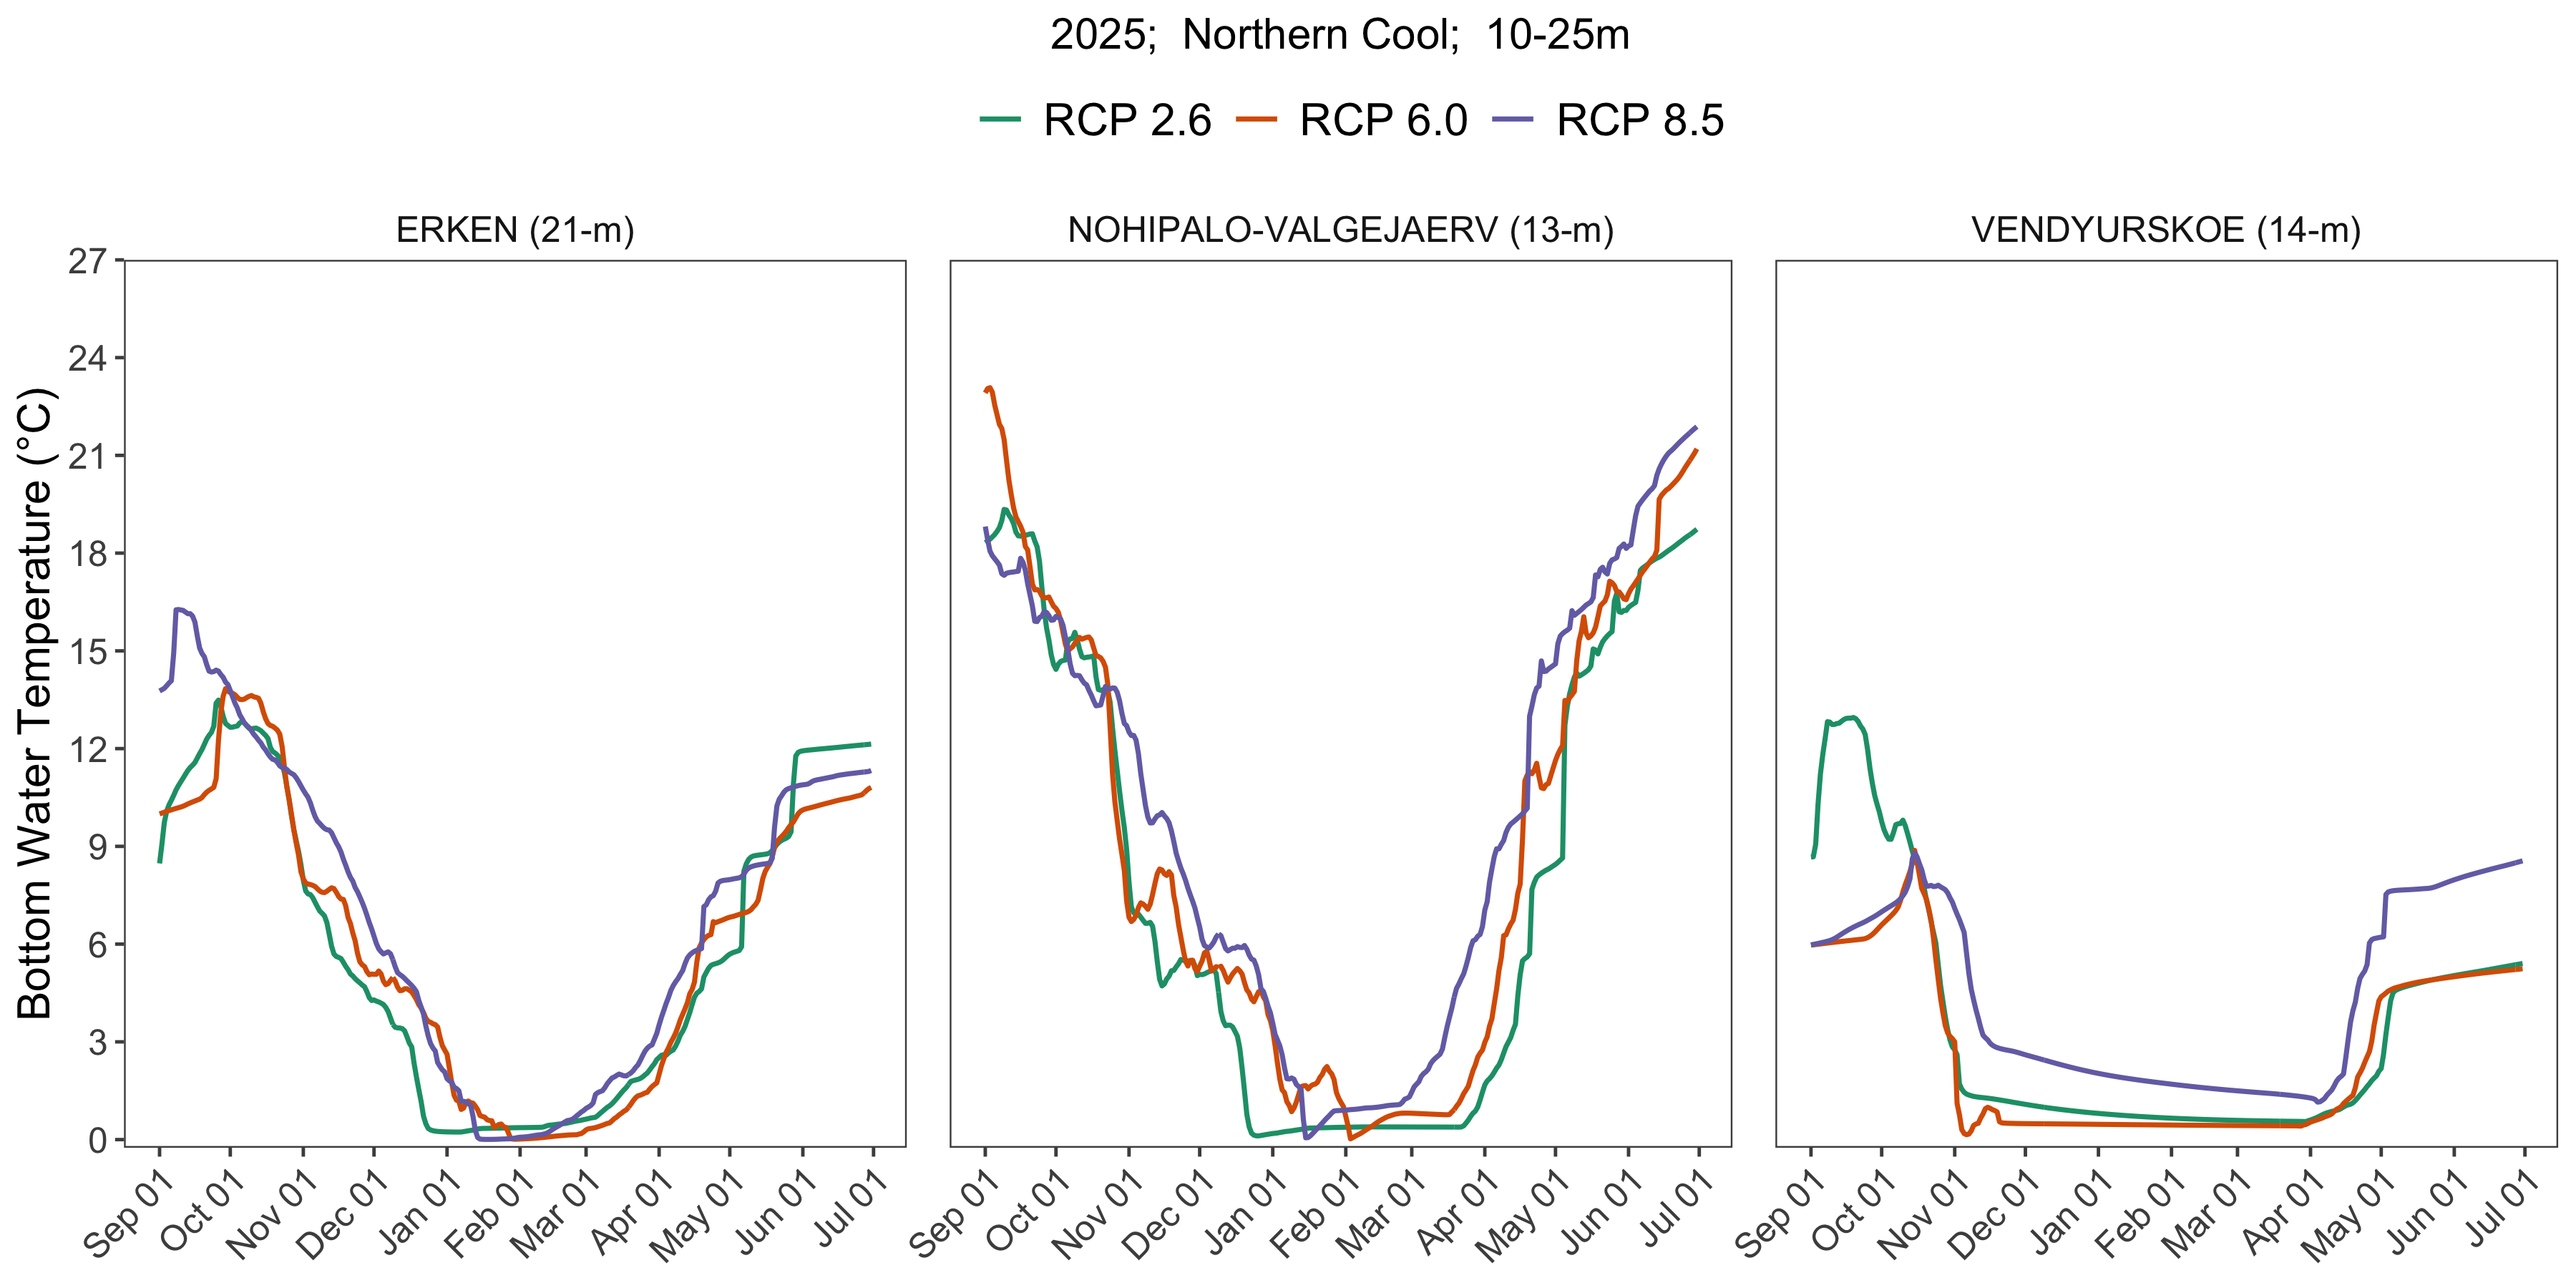 2025;  Northern Cool;  10-25m
RCP 2.6 RCP 6.0 RCP 8.5
ERKEN (21-m) NOHIPALO-VALGEJAERV (13-m) VENDYURSKOE (14-m)
Bottom Water Temperature (°C)
27
24
21
18
15
12
9
6
3
0
Sep 01 Oct 01 Nov 01 Dec 01 Jan 01 Feb 01 Mar 01 Apr 01 May 01 Jun 01 Jul 01 Sep 01 Oct 01 Nov 01 Dec 01 Jan 01 Feb 01 Mar 01 Apr 01 May 01 Jun 01 Jul 01 Sep 01 Oct 01 Nov 01 Dec 01 Jan 01 Feb 01 Mar 01 Apr 01 May 01 Jun 01 Jul 01